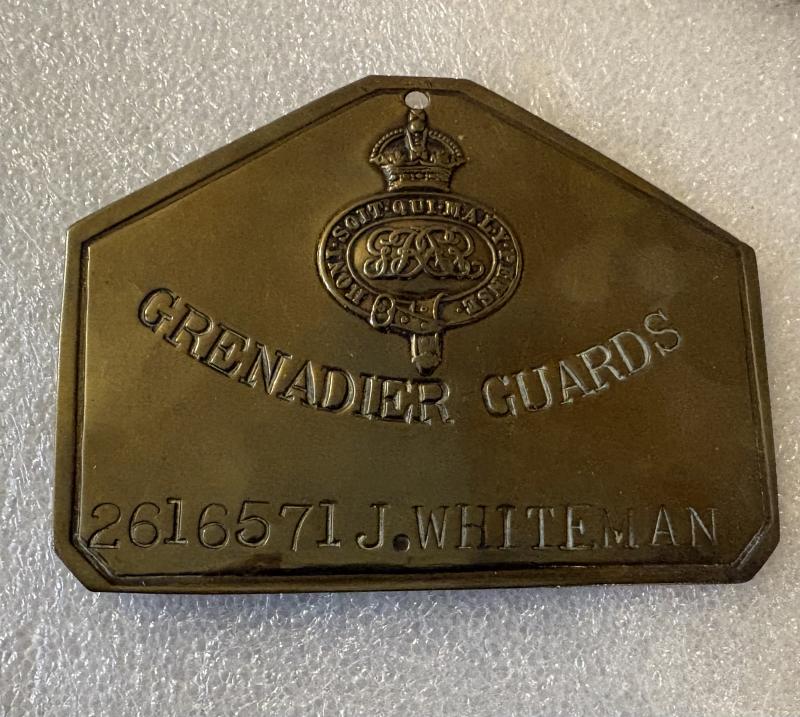 HONI·SOIT·QUI·MAL·Y·PENSE
GRENADIER GUARDS
2616571 J. WHITEMAN